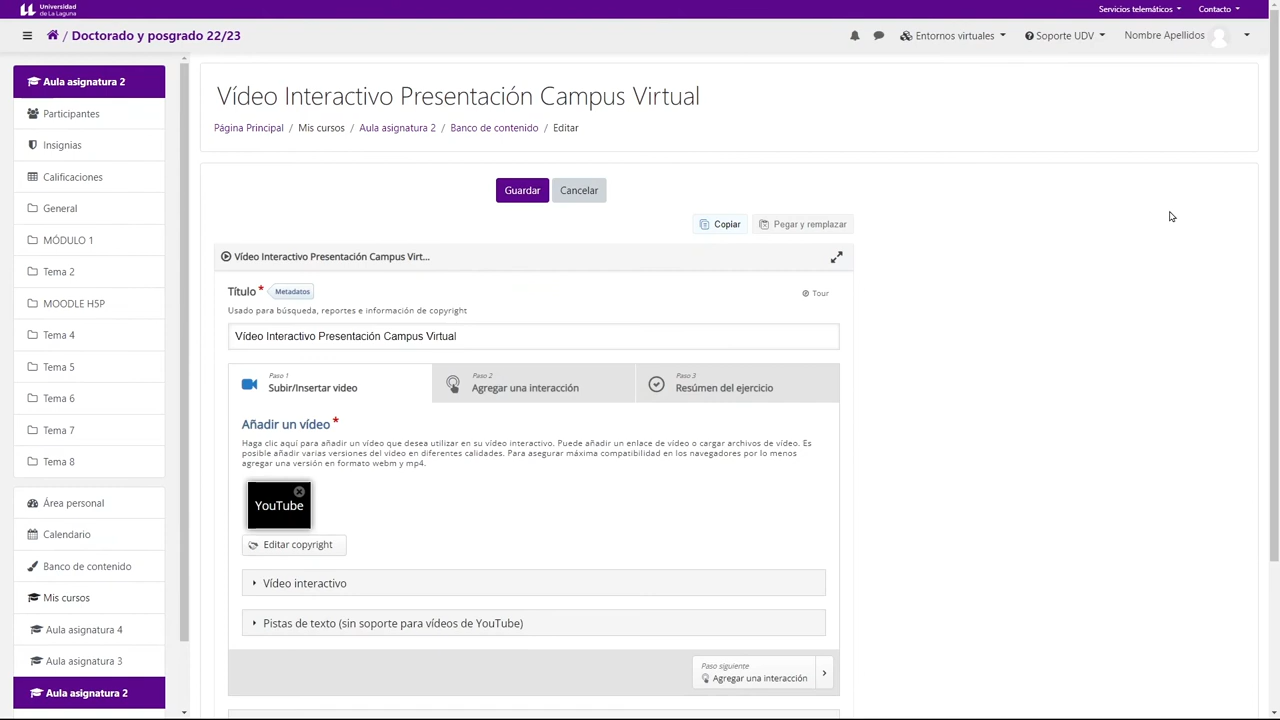 Universidad
de La Laguna
Servicios telemáticos
Contacto
/ Doctorado y posgrado 22/23
Entornos virtuales
Soporte UDV
Nombre Apellidos
Aula asignatura 2
Participantes
Insignias
Calificaciones
General
MÓDULO 1
Tema 2
MOODLE H5P
Tema 4
Tema 5
Tema 6
Tema 7
Tema 8
Área personal
Calendario
Banco de contenido
Mis cursos
Aula asignatura 4
Aula asignatura 3
Aula asignatura 2
Vídeo Interactivo Presentación Campus Virtual
Página Principal / Mis cursos / Aula asignatura 2 / Banco de contenido / Editar
Guardar
Cancelar
Copiar
Pegar y remplazar
Vídeo Interactivo Presentación Campus Virt...
Título*
Metadatos
Tour
Usado para búsqueda, reportes e información de copyright
Vídeo Interactivo Presentación Campus Virtual
Paso 1
Subir/Insertar video
Paso 2
Agregar una interacción
Paso 3
Resúmen del ejercicio
Añadir un vídeo*
Haga clic aquí para añadir un vídeo que desea utilizar en su vídeo interactivo. Puede añadir un enlace de vídeo o cargar archivos de vídeo. Es
posible añadir varias versiones del video en diferentes calidades. Para asegurar máxima compatibilidad en los navegadores por lo menos
agregar una versión en formato webm y mp4.
YouTube
Editar copyright
Vídeo interactivo
Pistas de texto (sin soporte para vídeos de YouTube)
Paso siguiente
Agregar una interacción